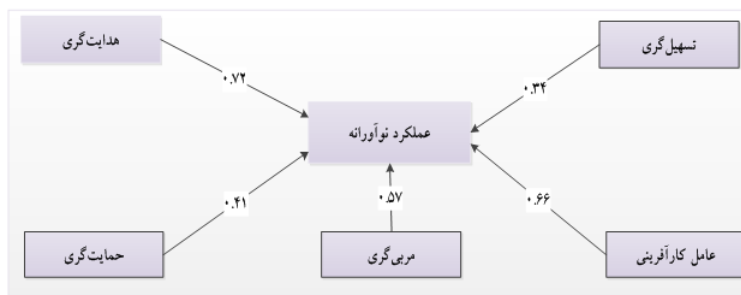 هدایت‌گری
تسهیل‌گری
۰.۷۲
۰.۳۴
عملکرد نوآورانه
۰.۴۱
۰.۵۷
۰.۶۶
حمایت‌گری
مربی‌گری
عامل کارآفرینی